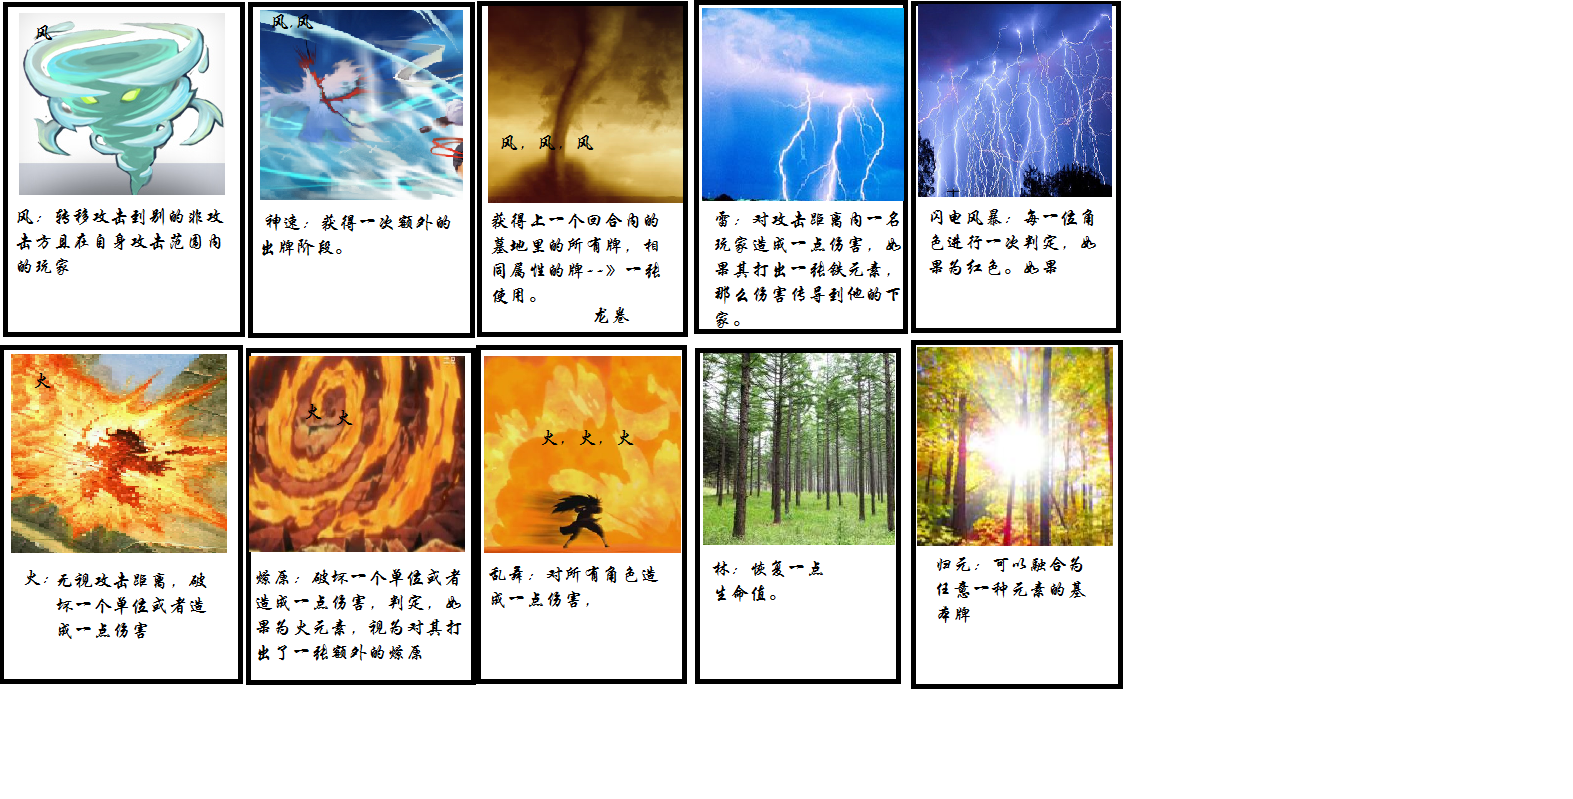 风
风：转移攻击到别的非攻
击方且在自身攻击范围内
的玩家
风,风
神速：获得一次额外的
出牌阶段。
风，风，风
获得上一个回合内的
墓地里的所有牌，相
同属性的牌--》一张
使用。
龙卷
雷：对攻击距离内一名
玩家造成一点伤害，如
果其打出一张铁元素，
那么伤害传导到他的下
家。
闪电风暴：每一位角
色进行一次判定，如
果为红色。如果
火
火：无视攻击距离，破
坏一个单位或者造
成一点伤害
火 火
燎原：破坏一个单位或者
造成一点伤害，判定，如
果为火元素，视为对其打
出了一张额外的燎原
火，火，火
乱舞：对所有角色造
成一点伤害，
林：恢复一点
生命值。
归元：可以融合为
任意一种元素的基
本牌